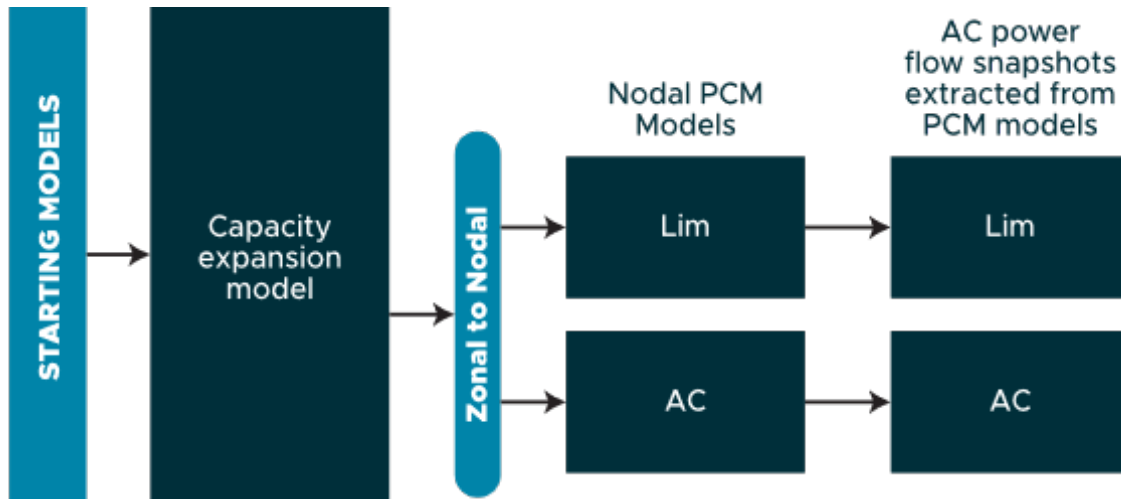 STARTING MODELS
Capacity
expansion
model
Zonal to Nodal
Nodal PCM
Models
Lim
AC
AC power
flow snapshots
extracted from
PCM models
Lim
AC